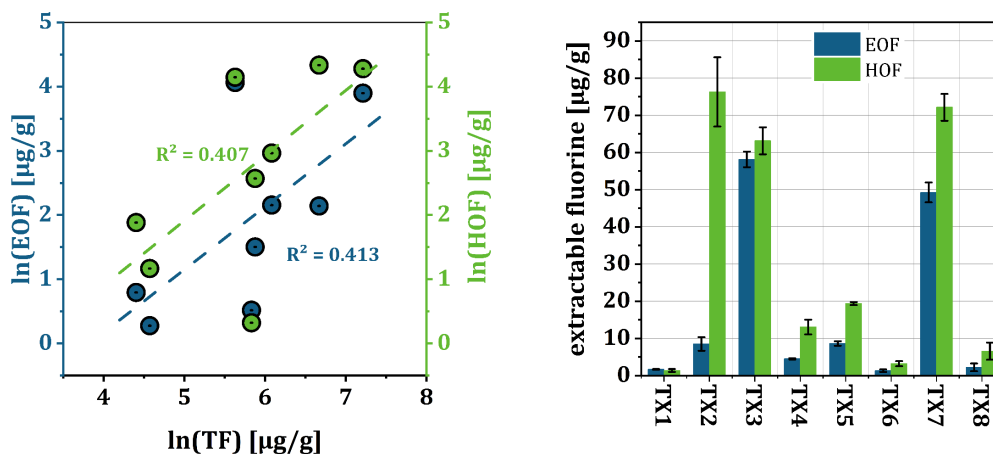 5
4
3
2
1
0
ln(EOF) [µg/g]
R² = 0.407
R² = 0.413
5
4
3
2
1
0
ln(HOF) [µg/g]
4 5 6 7 8
ln(TF) [µg/g]
90
80
70
60
50
40
30
20
10
0
extractable fluorine [µg/g]
EOF
HOF
TX1 TX2 TX3 TX4 TX5 TX6 TX7 TX8